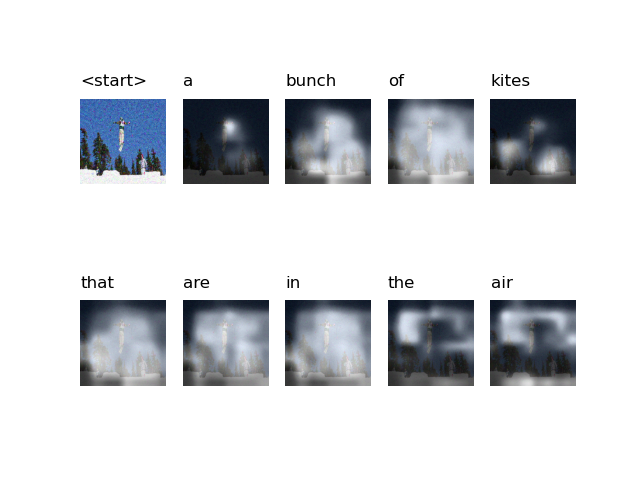 <start> a bunch of kites
that are in the air